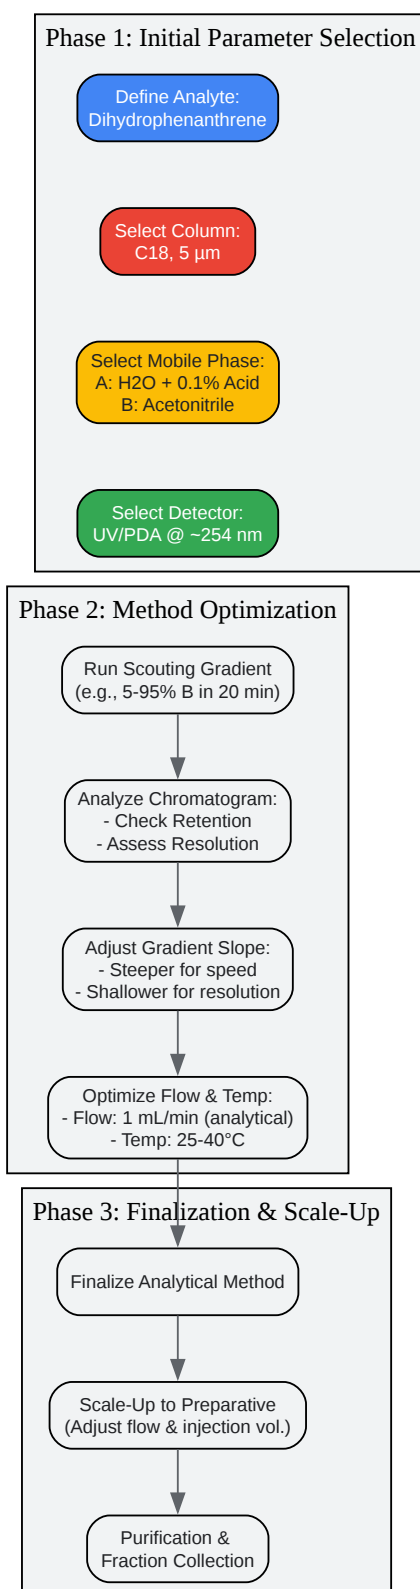 Phase 1: Initial Parameter Selection
Define Analyte:
Dihydrophenanthrene
Select Column:
C18, 5 µm
Select Mobile Phase:
A: H2O + 0.1% Acid
B: Acetonitrile
Select Detector:
UV/PDA @ ~254 nm
Phase 2: Method Optimization
Run Scouting Gradient
(e.g., 5-95% B in 20 min)
Analyze Chromatogram:
- Check Retention
- Assess Resolution
Adjust Gradient Slope:
- Steeper for speed
- Shallower for resolution
Optimize Flow & Temp:
- Flow: 1 mL/min (analytical)
- Temp: 25-40°C
Phase 3: Finalization & Scale-Up
Finalize Analytical Method
Scale-Up to Preparative
(Adjust flow & injection vol.)
Purification &
Fraction Collection